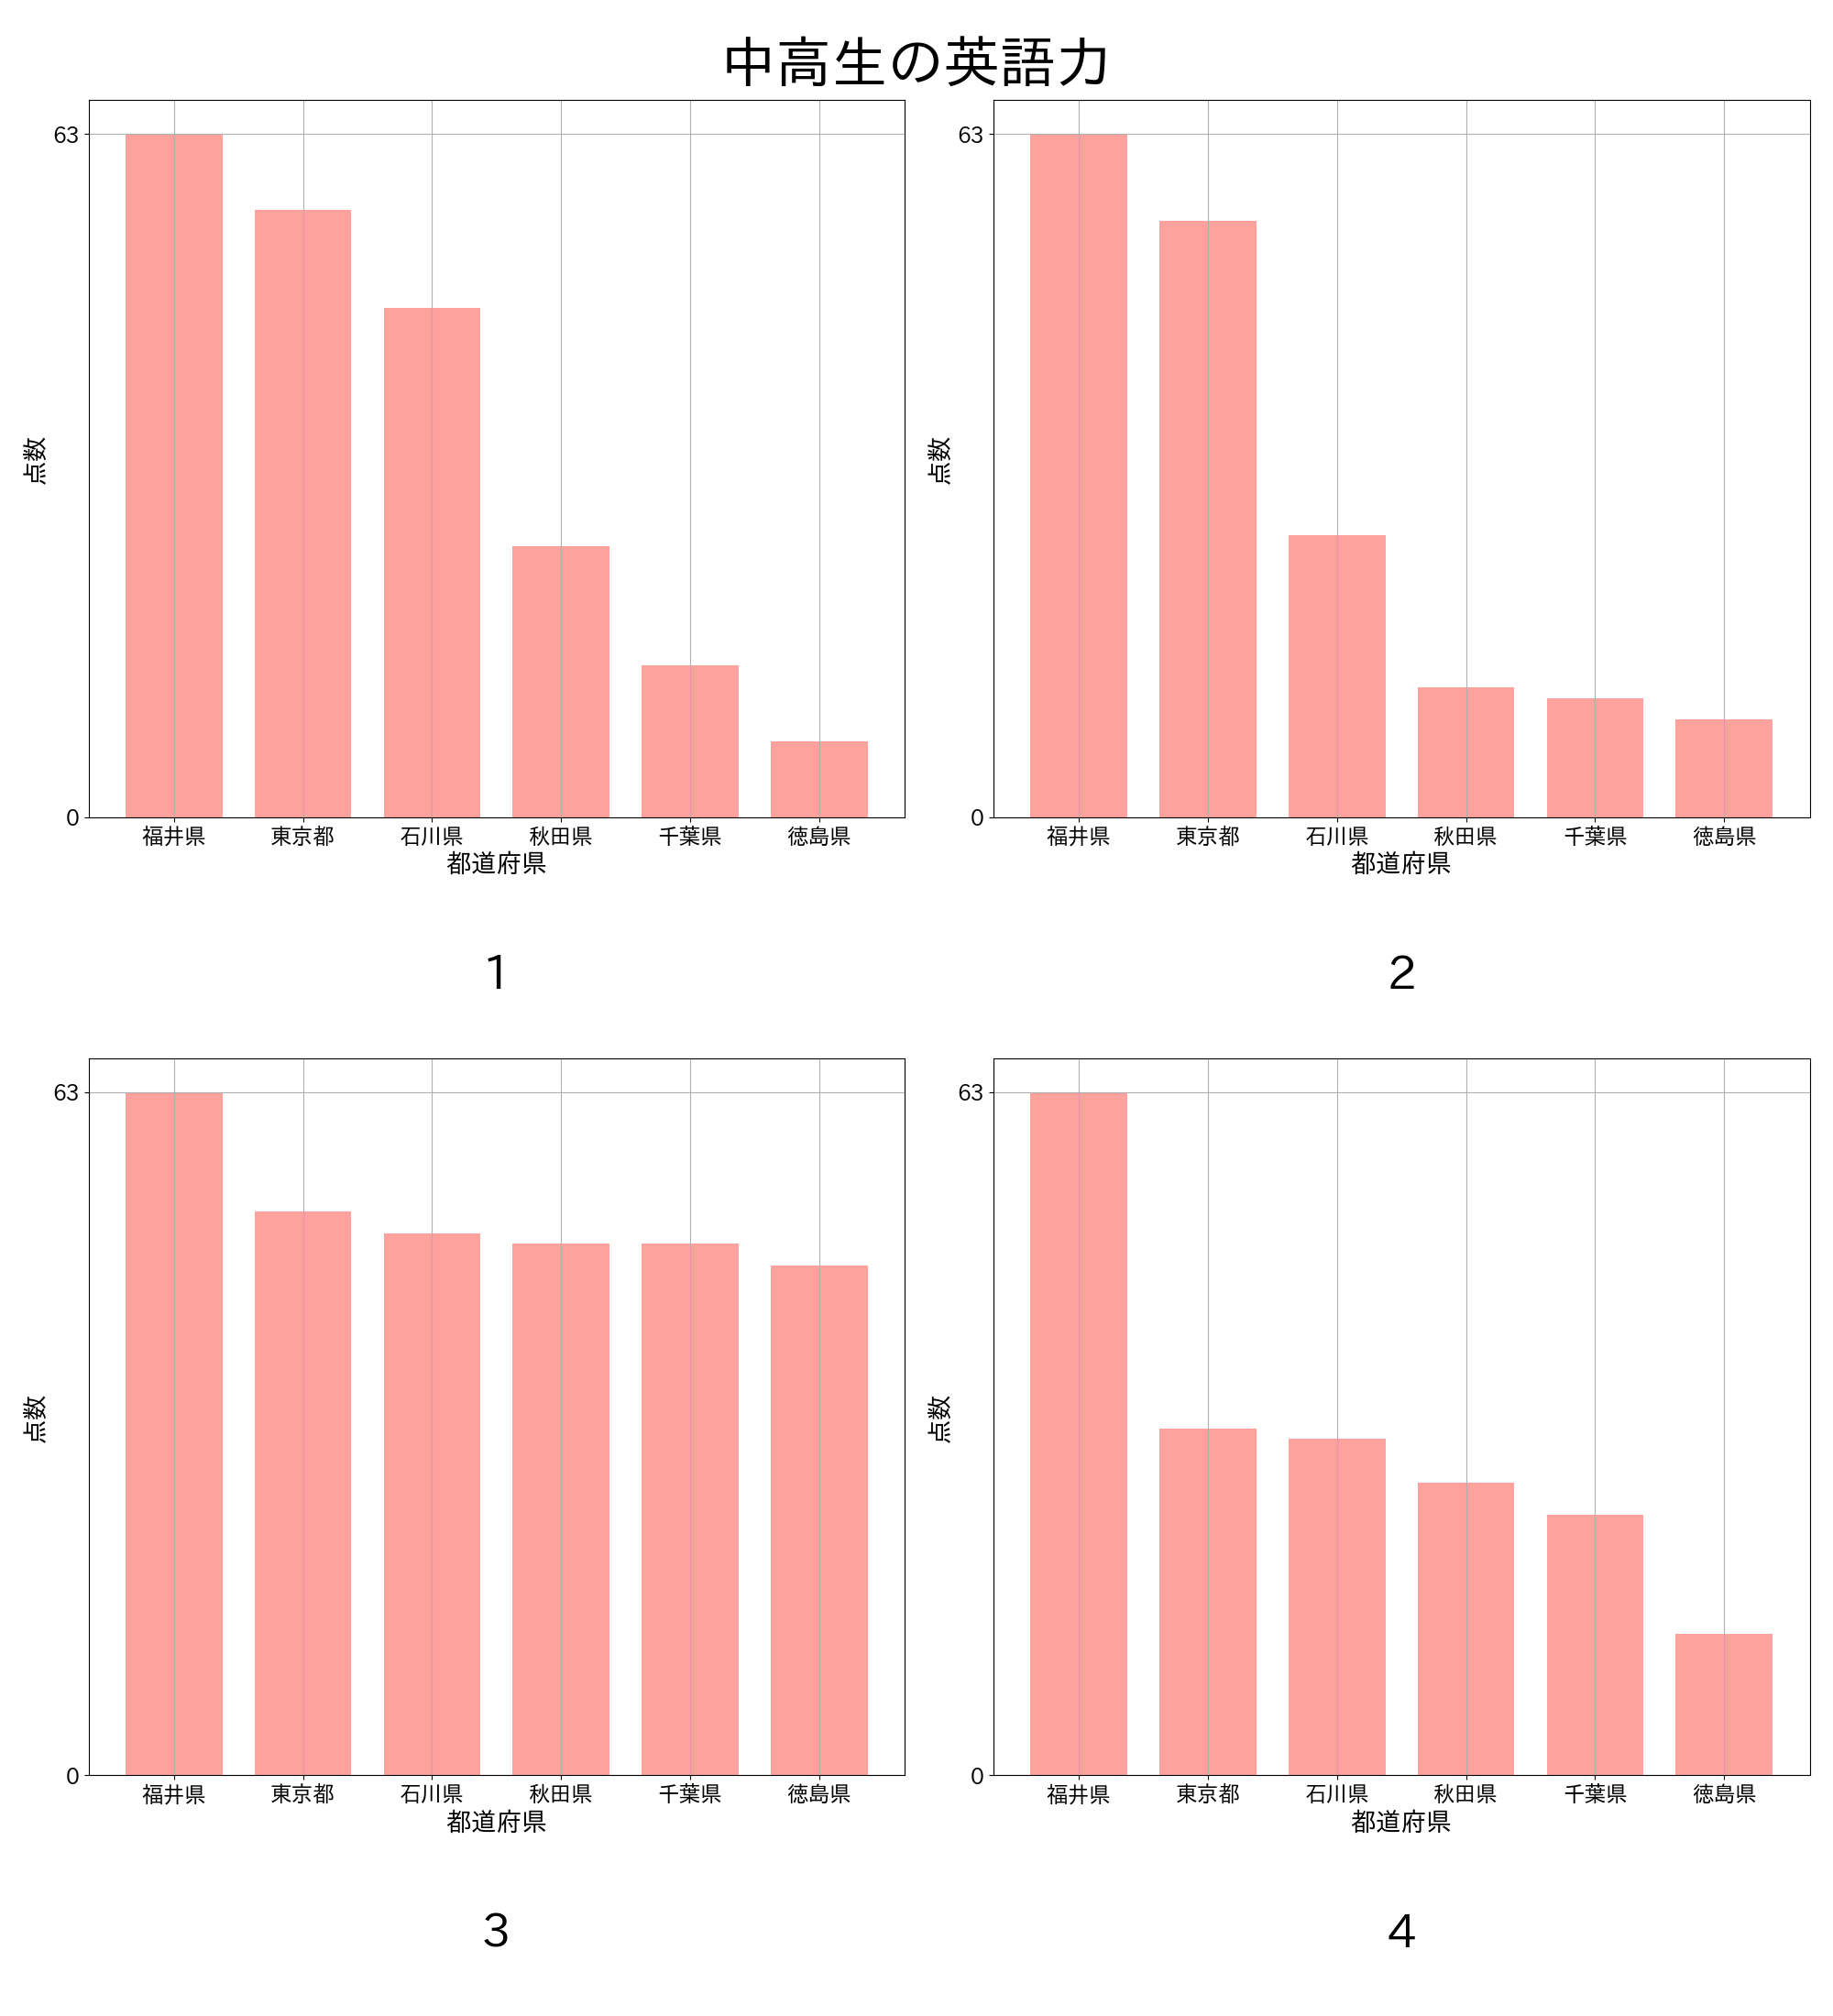 中高生の英語力
63
0
点数
福井県 東京都 石川県 秋田県 千葉県 徳島県
都道府県
1
63
0
点数
福井県 東京都 石川県 秋田県 千葉県 徳島県
都道府県
2
63
0
点数
福井県 東京都 石川県 秋田県 千葉県 徳島県
都道府県
3
63
0
点数
福井県 東京都 石川県 秋田県 千葉県 徳島県
都道府県
4